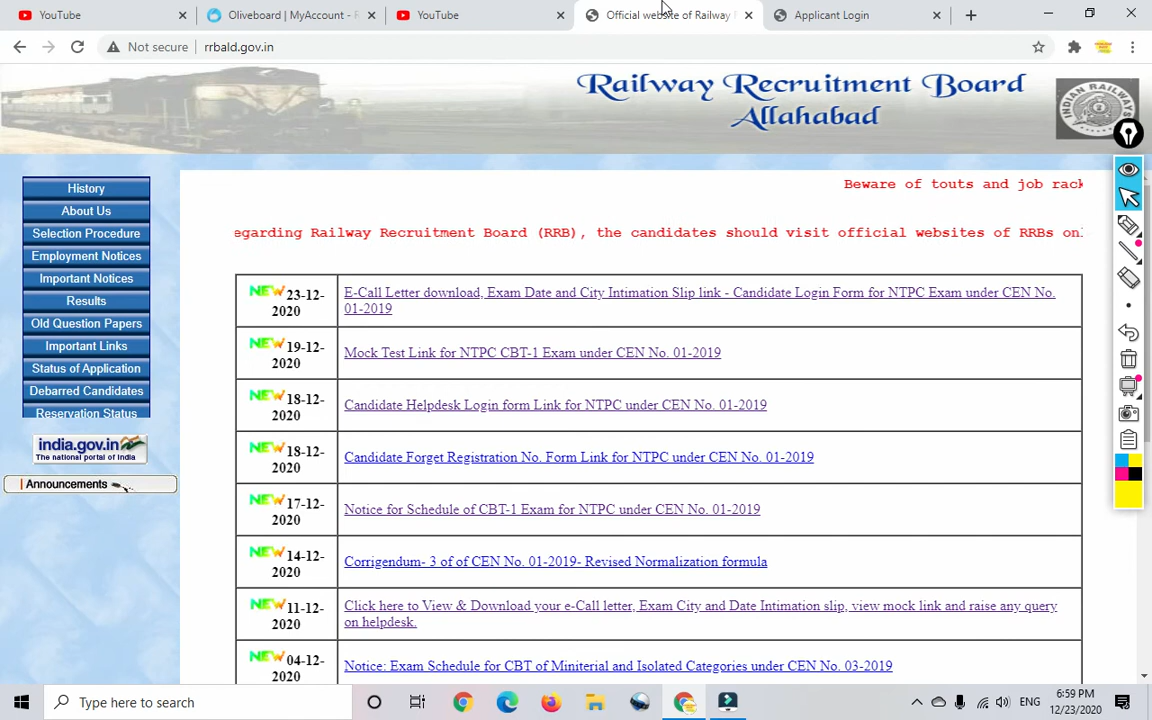 YouTube
Oliveboard | MyAccount - R
YouTube
Official website of Railway
Applicant Login
Not secure
rrbald.gov.in
Railway Recruitment Board
Allahabad
INDIAN RAILWAYS
History
About Us
Selection Procedure
Employment Notices
Important Notices
Results
Old Question Papers
Important Links
Status of Application
Debarred Candidates
Reservation Status
india.gov.in
The national portal of India
Announcements
Beware of touts and job rack
egarding Railway Recruitment Board (RRB), the candidates should visit official websites of RRBs onl
NEW 23-12-2020
E-Call Letter download, Exam Date and City Intimation Slip link - Candidate Login Form for NTPC Exam under CEN No.
01-2019
NEW 19-12-2020
Mock Test Link for NTPC CBT-1 Exam under CEN No. 01-2019
NEW 18-12-2020
Candidate Helpdesk Login form Link for NTPC under CEN No. 01-2019
NEW 18-12-2020
Candidate Forget Registration No. Form Link for NTPC under CEN No. 01-2019
NEW 17-12-2020
Notice for Schedule of CBT-1 Exam for NTPC under CEN No. 01-2019
NEW 14-12-2020
Corrigendum- 3 of of CEN No. 01-2019- Revised Normalization formula
NEW 11-12-2020
Click here to View & Download your e-Call letter, Exam City and Date Intimation slip, view mock link and raise any query
on helpdesk.
NEW 04-12-2020
Notice: Exam Schedule for CBT of Miniterial and Isolated Categories under CEN No. 03-2019
Type here to search
ENG
6:59 PM
12/23/2020